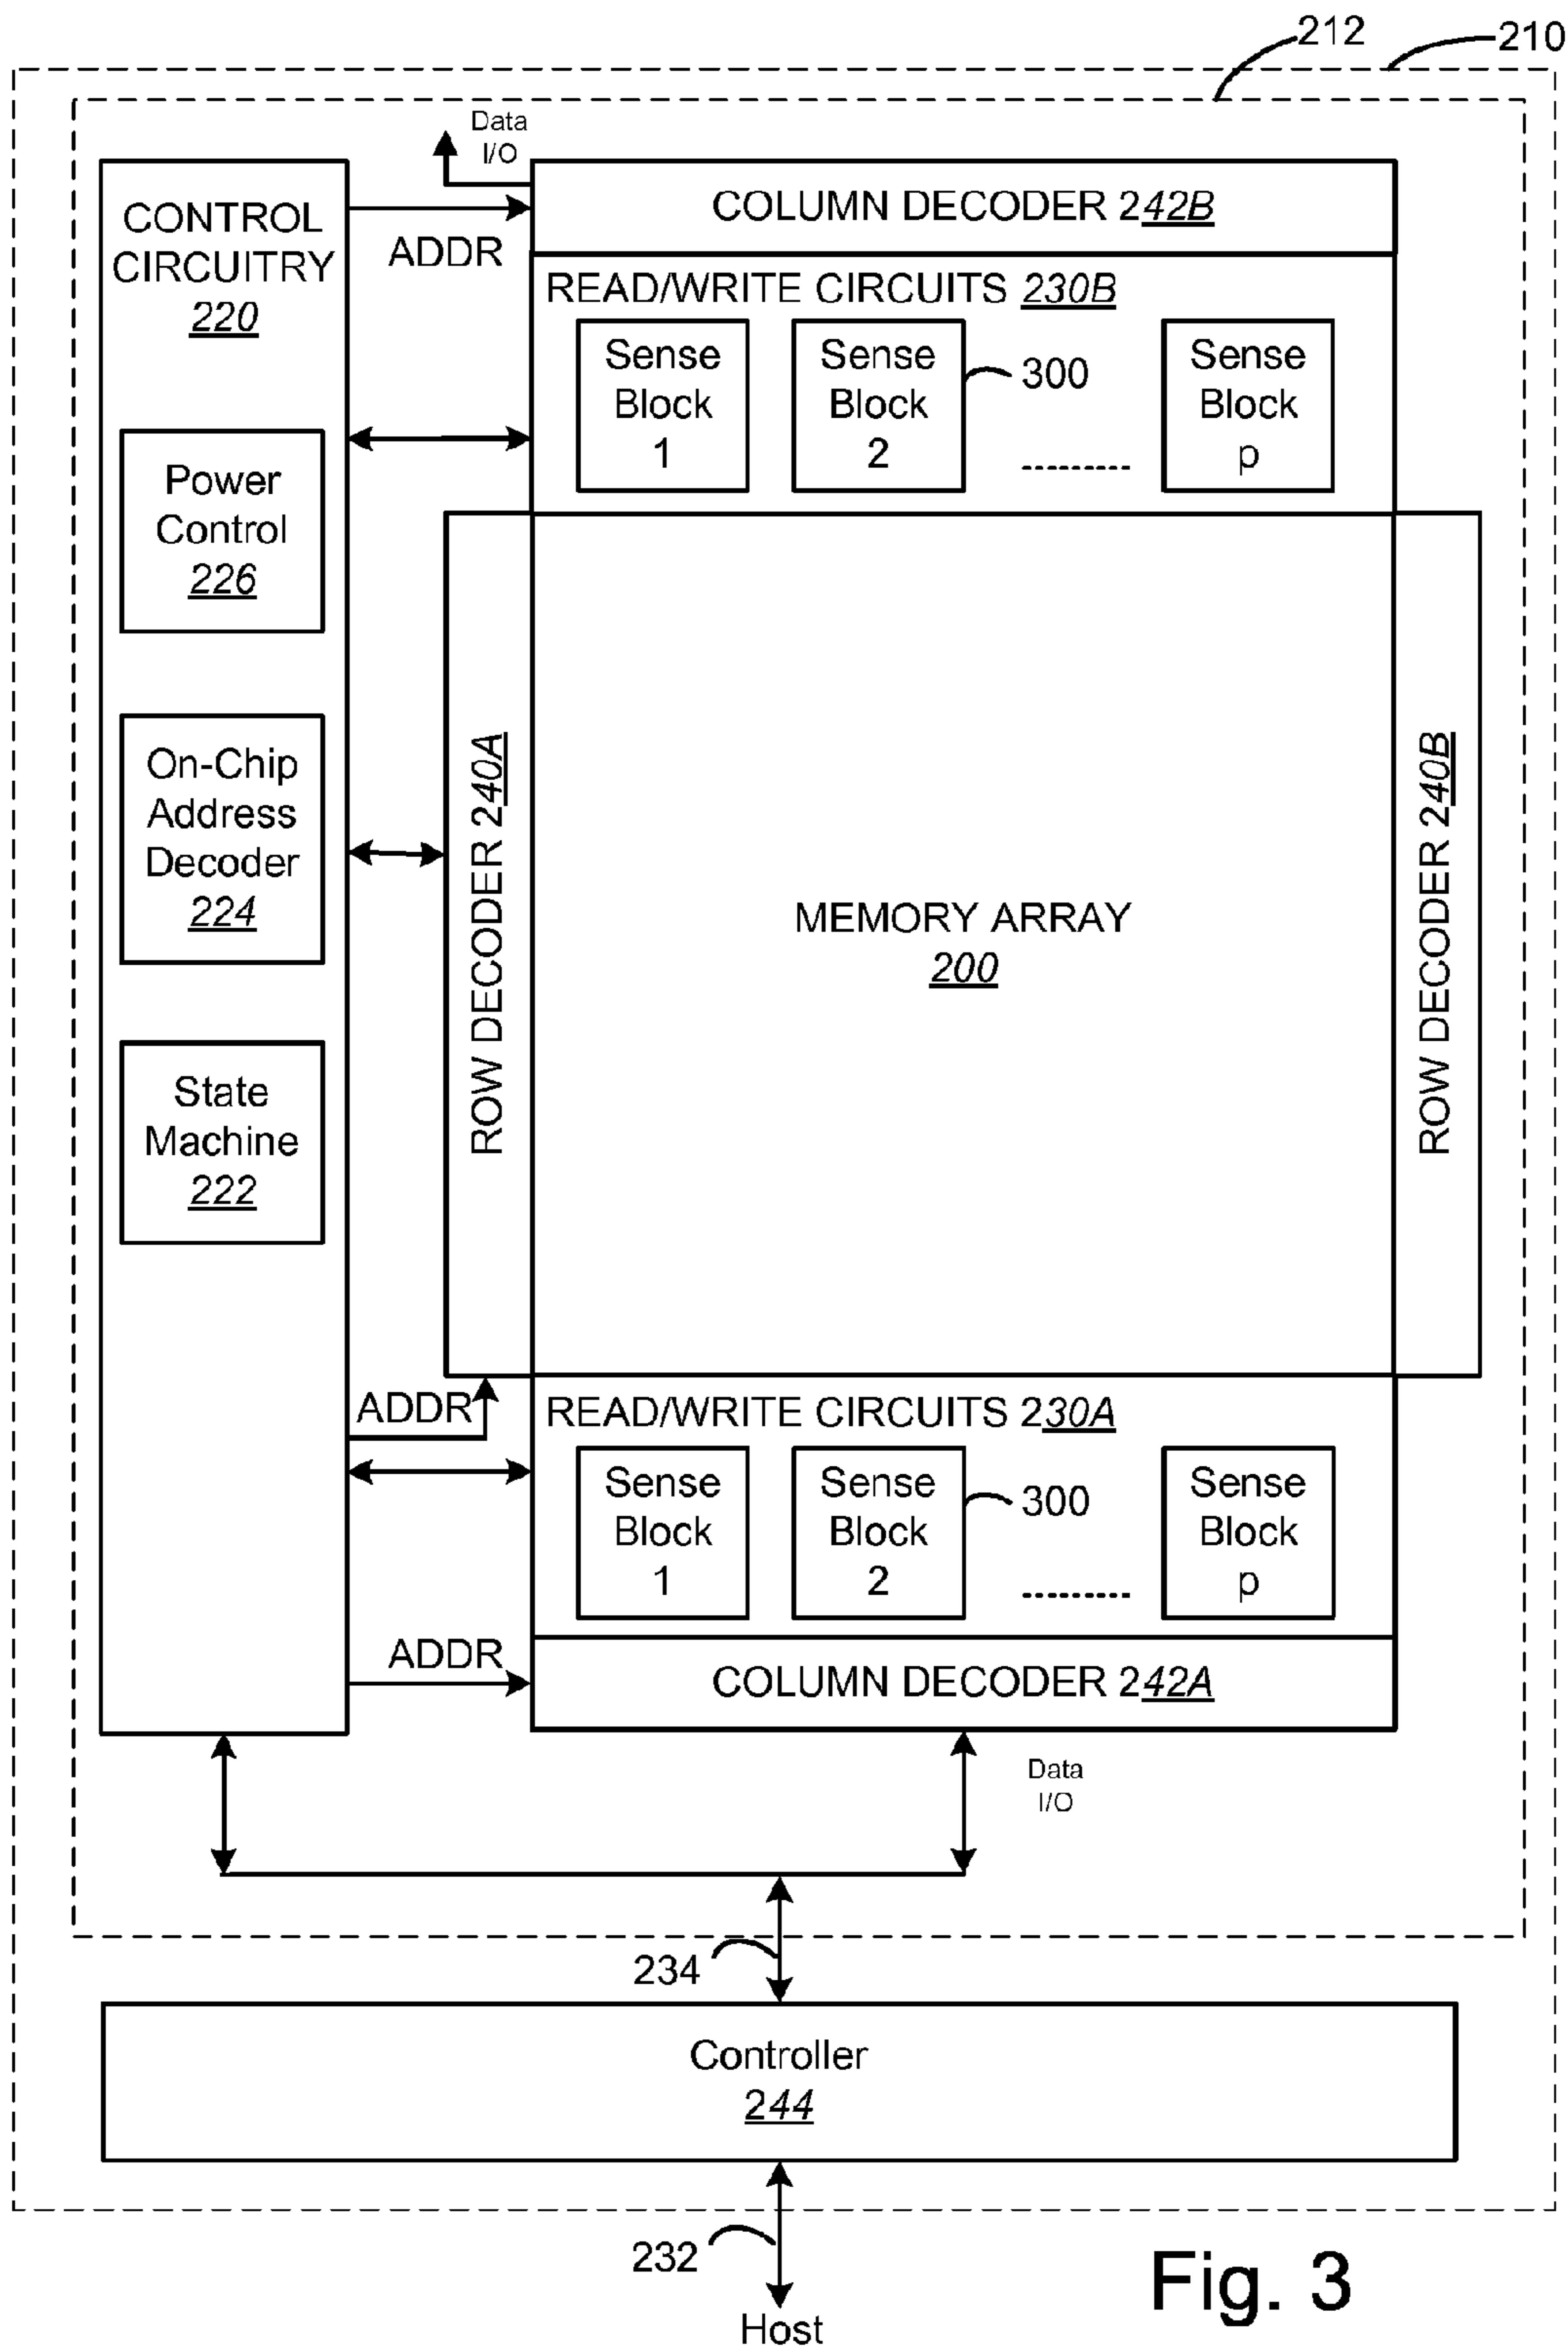 212
210
Data
I/O
CONTROL
CIRCUITRY
220
ADDR
COLUMN DECODER 242B
READ/WRITE CIRCUITS 230B
Sense
Block
1
Sense
Block
2
300
.........
Sense
Block
p
Power
Control
226
On-Chip
Address
Decoder
224
State
Machine
222
ROW DECODER 240A
MEMORY ARRAY
200
ROW DECODER 240B
ADDR
READ/WRITE CIRCUITS 230A
Sense
Block
1
Sense
Block
2
300
.........
Sense
Block
p
ADDR
COLUMN DECODER 242A
Data
I/O
234
Controller
244
232
Host
Fig. 3